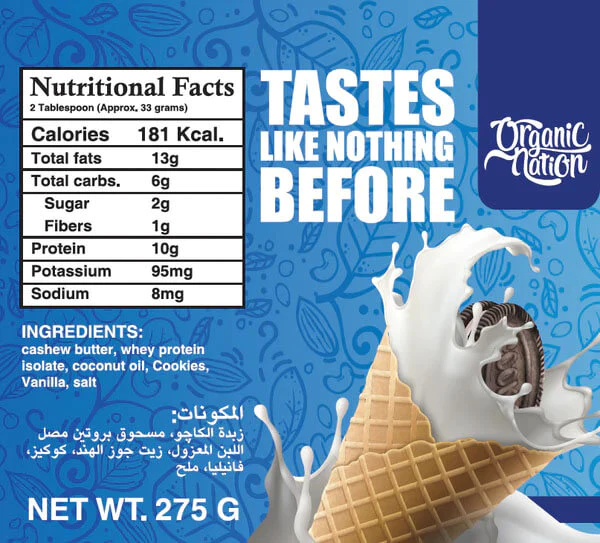 Nutritional Facts
2 Tablespoon (Approx. 33 grams)
Calories 181 Kcal.
Total fats 13g
Total carbs. 6g
Sugar 2g
Fibers 1g
Protein 10g
Potassium 95mg
Sodium 8mg
INGREDIENTS:
cashew butter, whey protein
isolate, coconut oil, Cookies,
Vanilla, salt
المكونات:
زبدة الكاجو، مسحوق بروتين مصل
اللبن المعزول، زيت جوز الهند، كوكيز،
فانيليا، ملح
NET WT. 275 G
TASTES
LIKE NOTHING
BEFORE
Organic
Nation